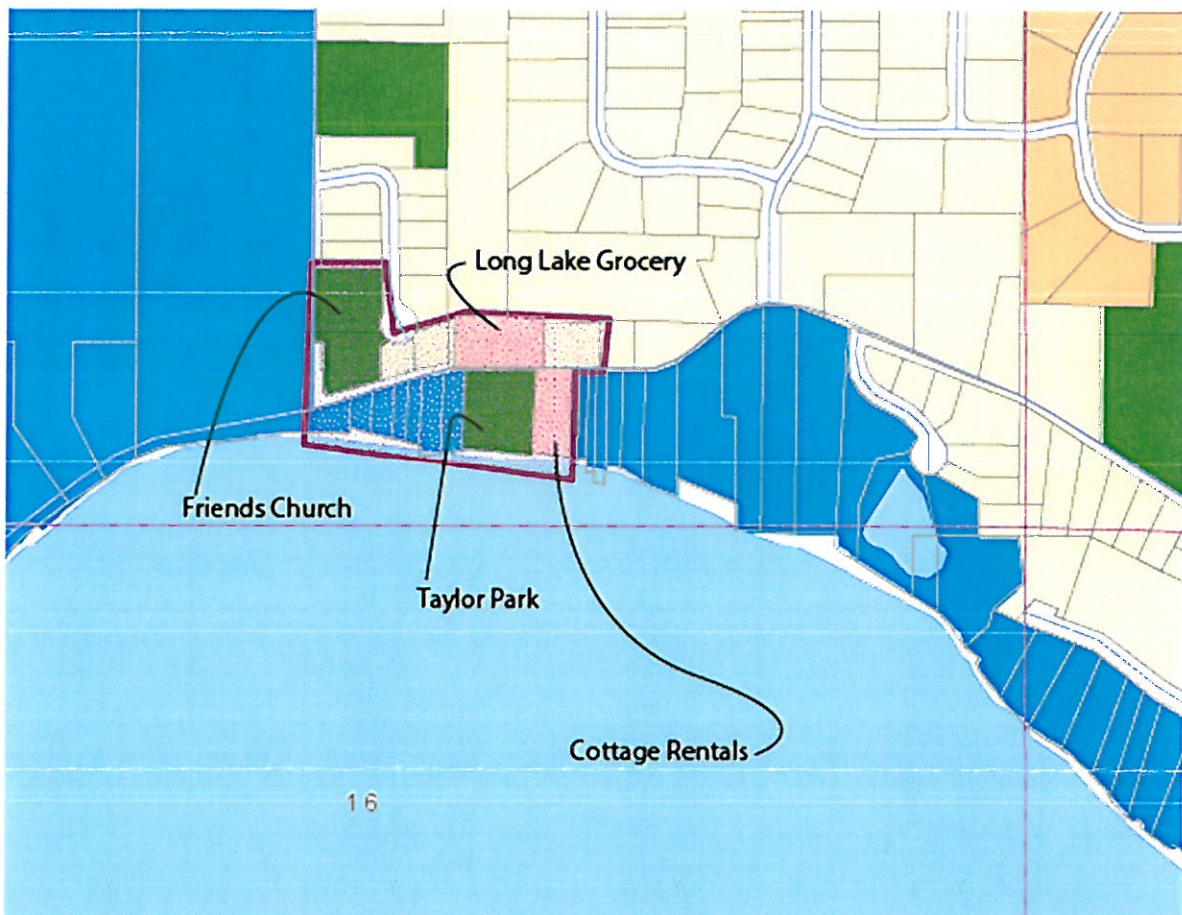 Long Lake Grocery
Friends Church
Taylor Park
Cottage Rentals
16